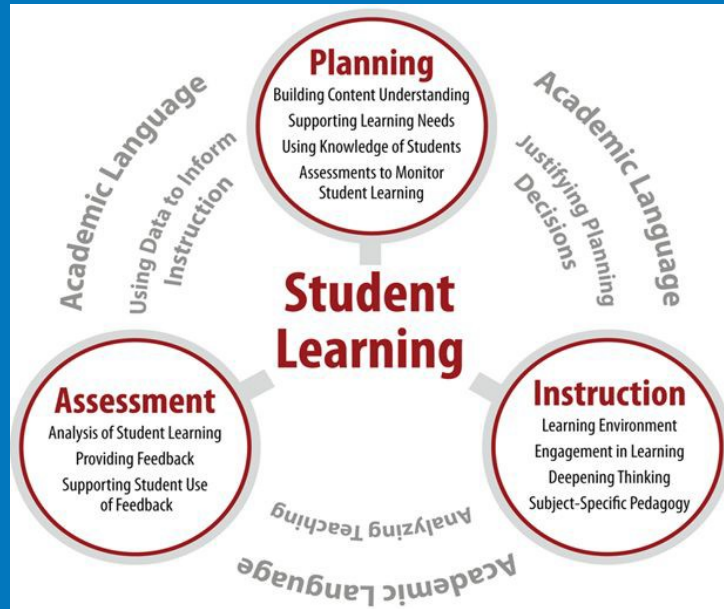 Planning
Building Content Understanding
Supporting Learning Needs
Using Knowledge of Students
Assessments to Monitor
Student Learning
Academic Language
Using Data to Inform
Instruction
Academic Language
Justifying Planning
Decisions
Student
Learning
Assessment
Analysis of Student Learning
Providing Feedback
Supporting Student Use
of Feedback
Instruction
Learning Environment
Engagement in Learning
Deepening Thinking
Subject-Specific Pedagogy
Analyzing Teaching
Academic Language